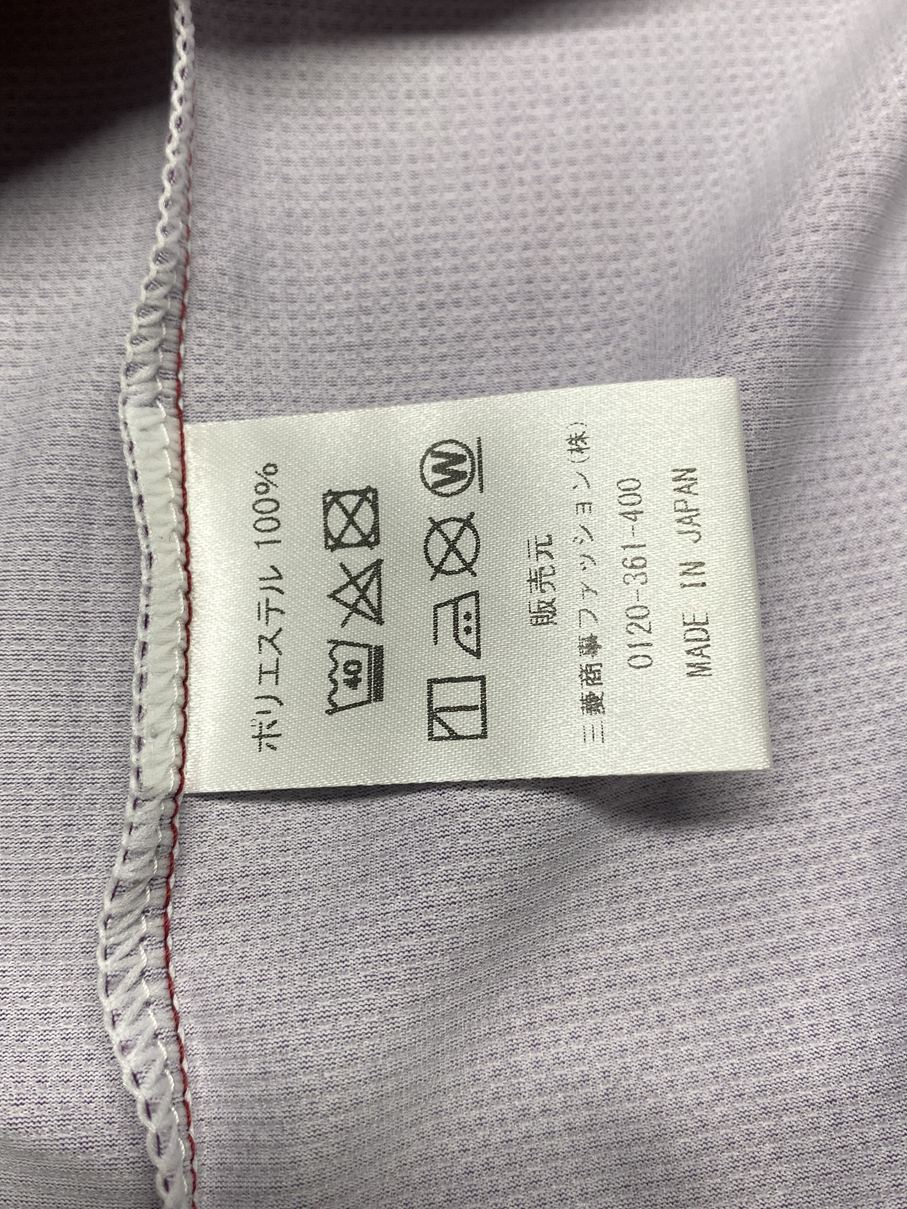 ポリエステル 100%
40
W
販売元
三菱商事ファッション(株)
0120-361-400
MADE IN JAPAN